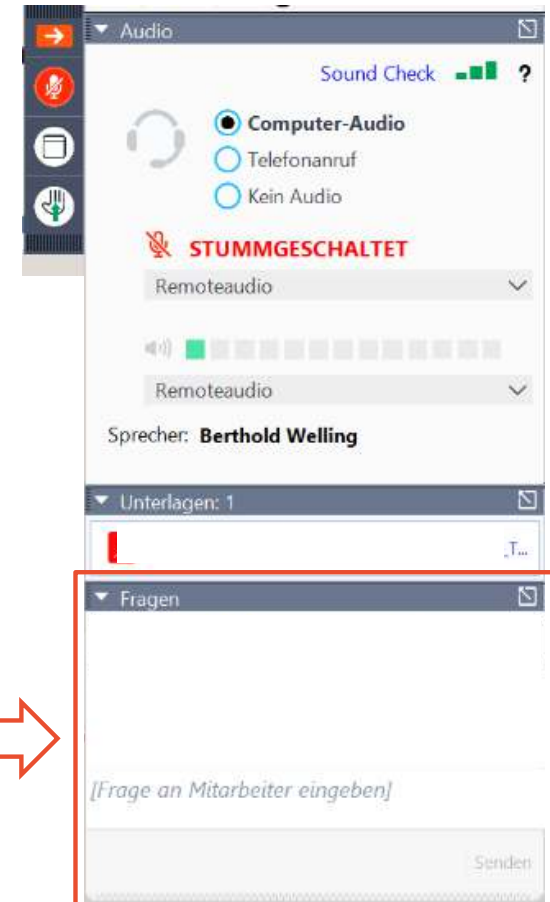 Audio
Sound Check ?
Computer-Audio
Telefonanruf
Kein Audio
STUMMGESCHALTET
Remoteaudio
Remoteaudio
Sprecher: Berthold Welling
Unterlagen: 1
„T...
Fragen
[Frage an Mitarbeiter eingeben]
Senden